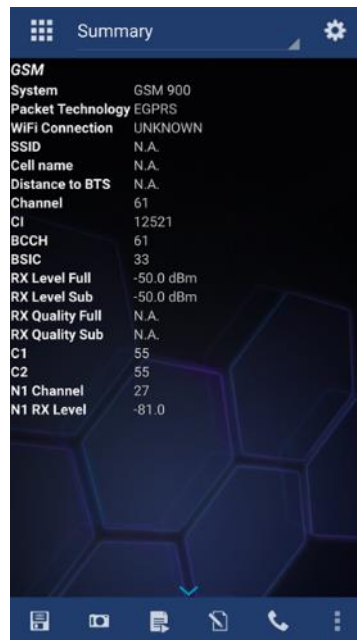 Summary
GSM
System GSM 900
Packet Technology EGPRS
WiFi Connection UNKNOWN
SSID N.A.
Cell name N.A.
Distance to BTS N.A.
Channel 61
CI 12521
BCCH 61
BSIC 33
RX Level Full -50.0 dBm
RX Level Sub -50.0 dBm
RX Quality Full N.A.
RX Quality Sub N.A.
C1 55
C2 55
N1 Channel 27
N1 RX Level -81.0